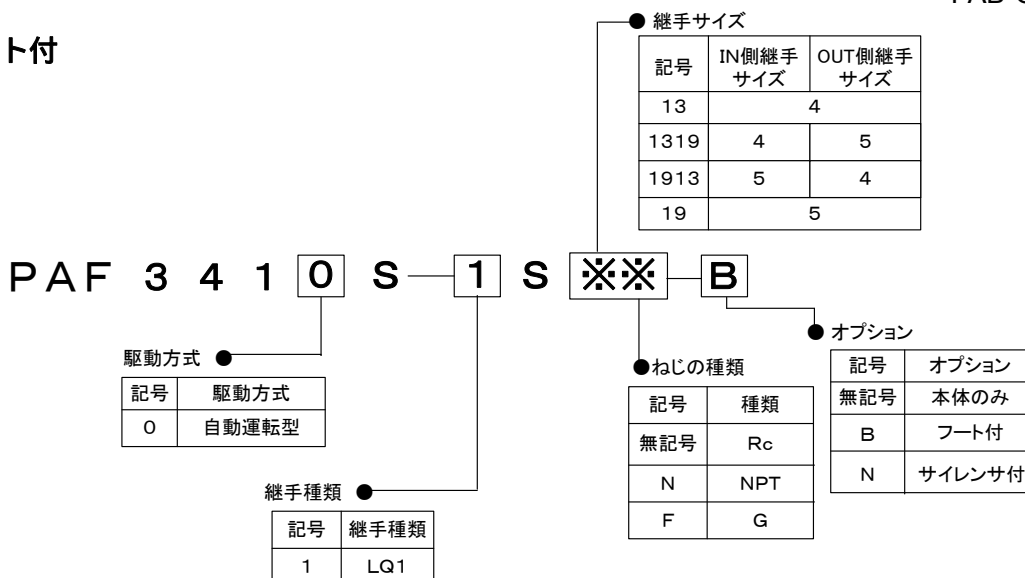 ト付
● 継手サイズ
記号 IN側継手サイズ OUT側継手サイズ
13 4
1319 4 5
1913 5 4
19 5
PAF 3 4 1 0 S － 1 S ※※ － B
駆動方式 ●
記号 駆動方式
0 自動運転型
継手種類 ●
記号 継手種類
1 LQ1
●ねじの種類
記号 種類
無記号 Rc
N NPT
F G
● オプション
記号 オプション
無記号 本体のみ
B フート付
N サイレンサ付